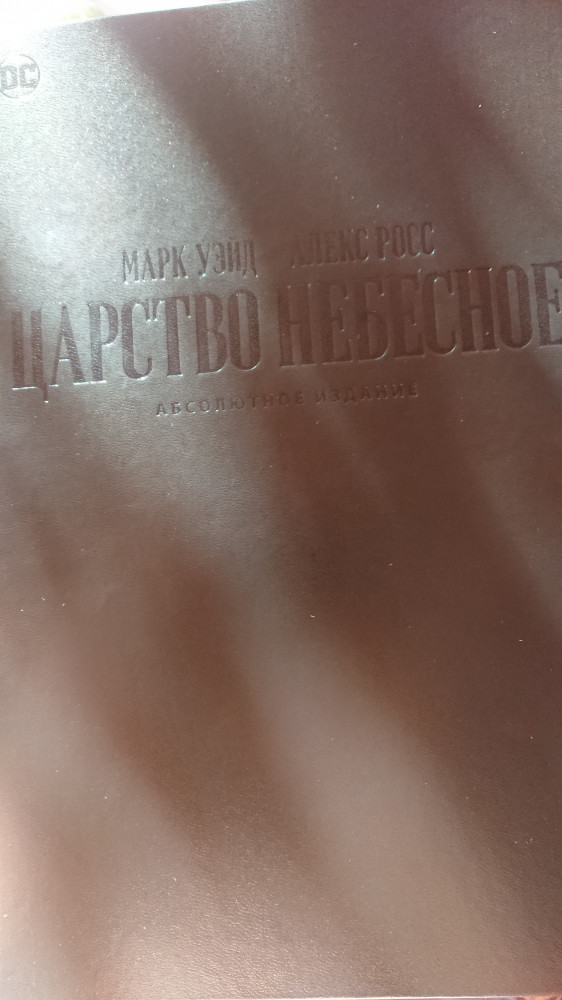 DC
МАРК УЭЙД АЛЕКС РОСС
ЦАРСТВО НЕБЕСНОЕ
АБСОЛЮТНОЕ ИЗДАНИЕ